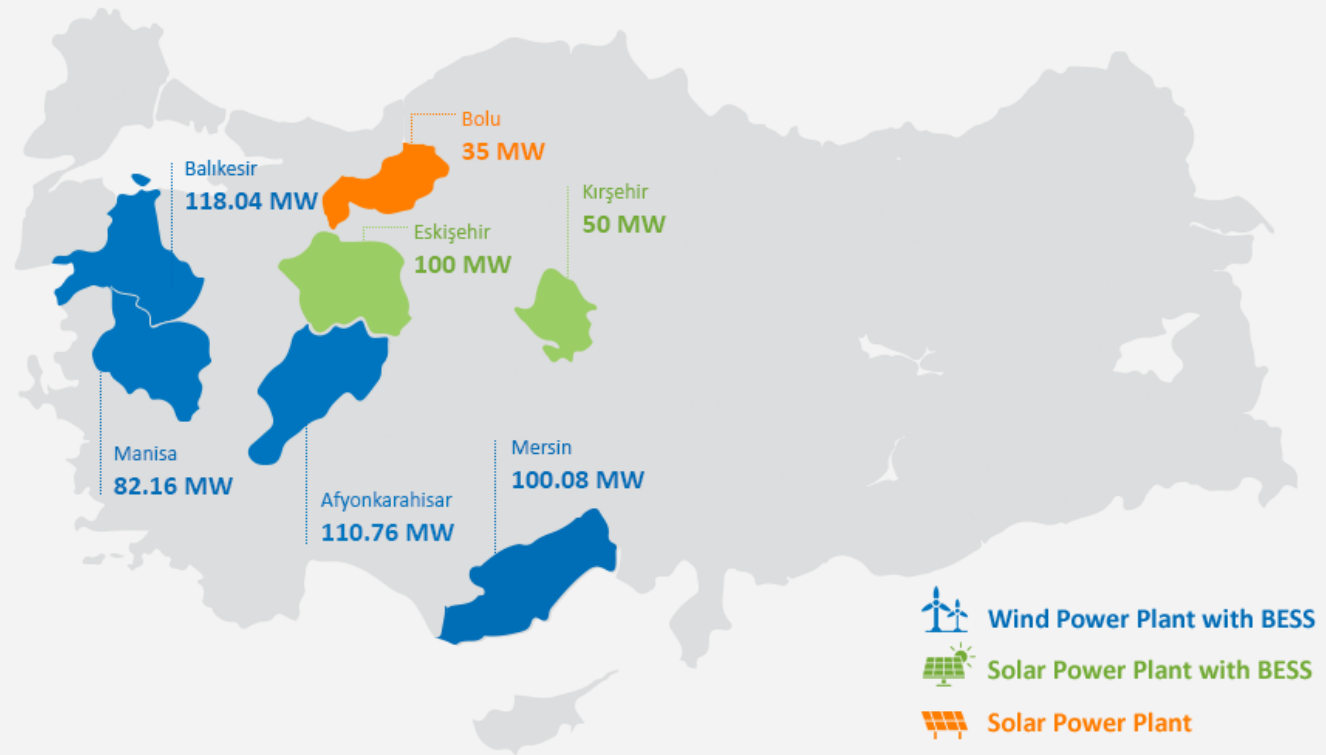 Bolu
35 MW
Balıkesir
118.04 MW
Kırşehir
50 MW
Eskişehir
100 MW
Manisa
82.16 MW
Afyonkarahisar
110.76 MW
Mersin
100.08 MW
Wind Power Plant with BESS
Solar Power Plant with BESS
Solar Power Plant